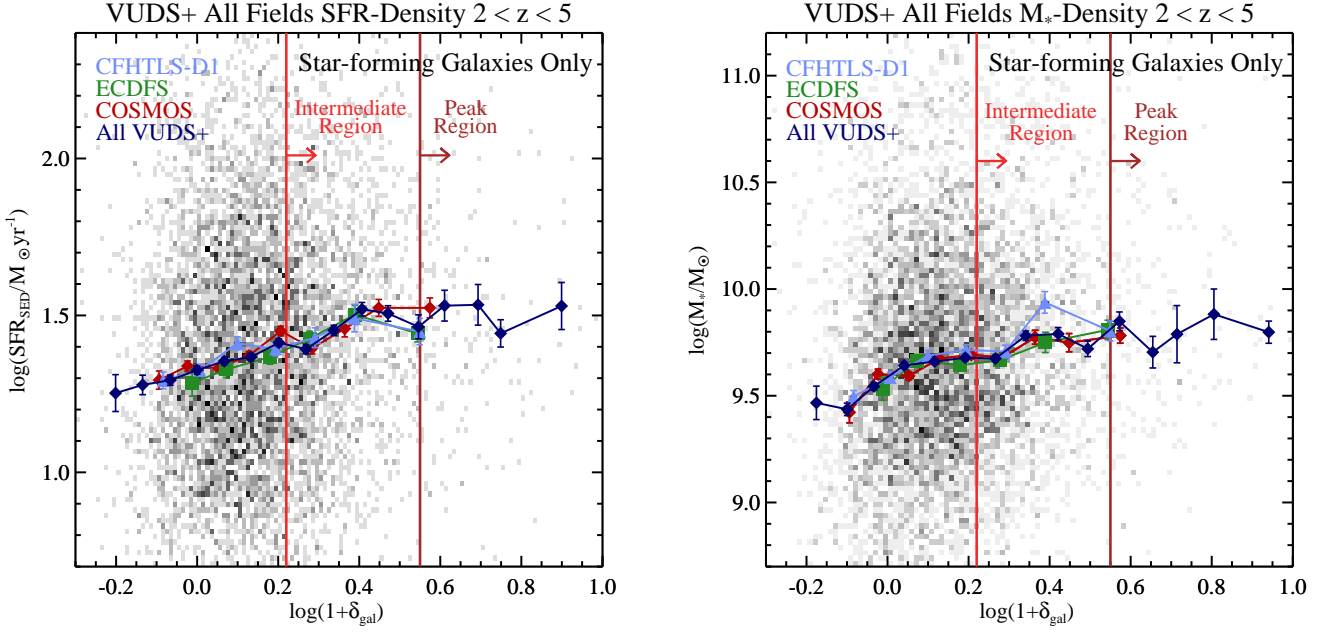 VUDS+ All Fields SFR-Density 2 < z < 5
CFHTLS-D1
ECDFS
COSMOS
All VUDS+
Star-forming Galaxies Only
Intermediate
Region
Peak
Region
log(SFR_SED/M⊙yr⁻¹)
2.0
1.5
1.0
-0.2 0.0 0.2 0.4 0.6 0.8 1.0
log(1+δ_gal)
VUDS+ All Fields M*-Density 2 < z < 5
CFHTLS-D1
ECDFS
COSMOS
All VUDS+
Star-forming Galaxies Only
Intermediate
Region
Peak
Region
log(M*/M⊙)
11.0
10.5
10.0
9.5
9.0
-0.2 0.0 0.2 0.4 0.6 0.8 1.0
log(1+δ_gal)